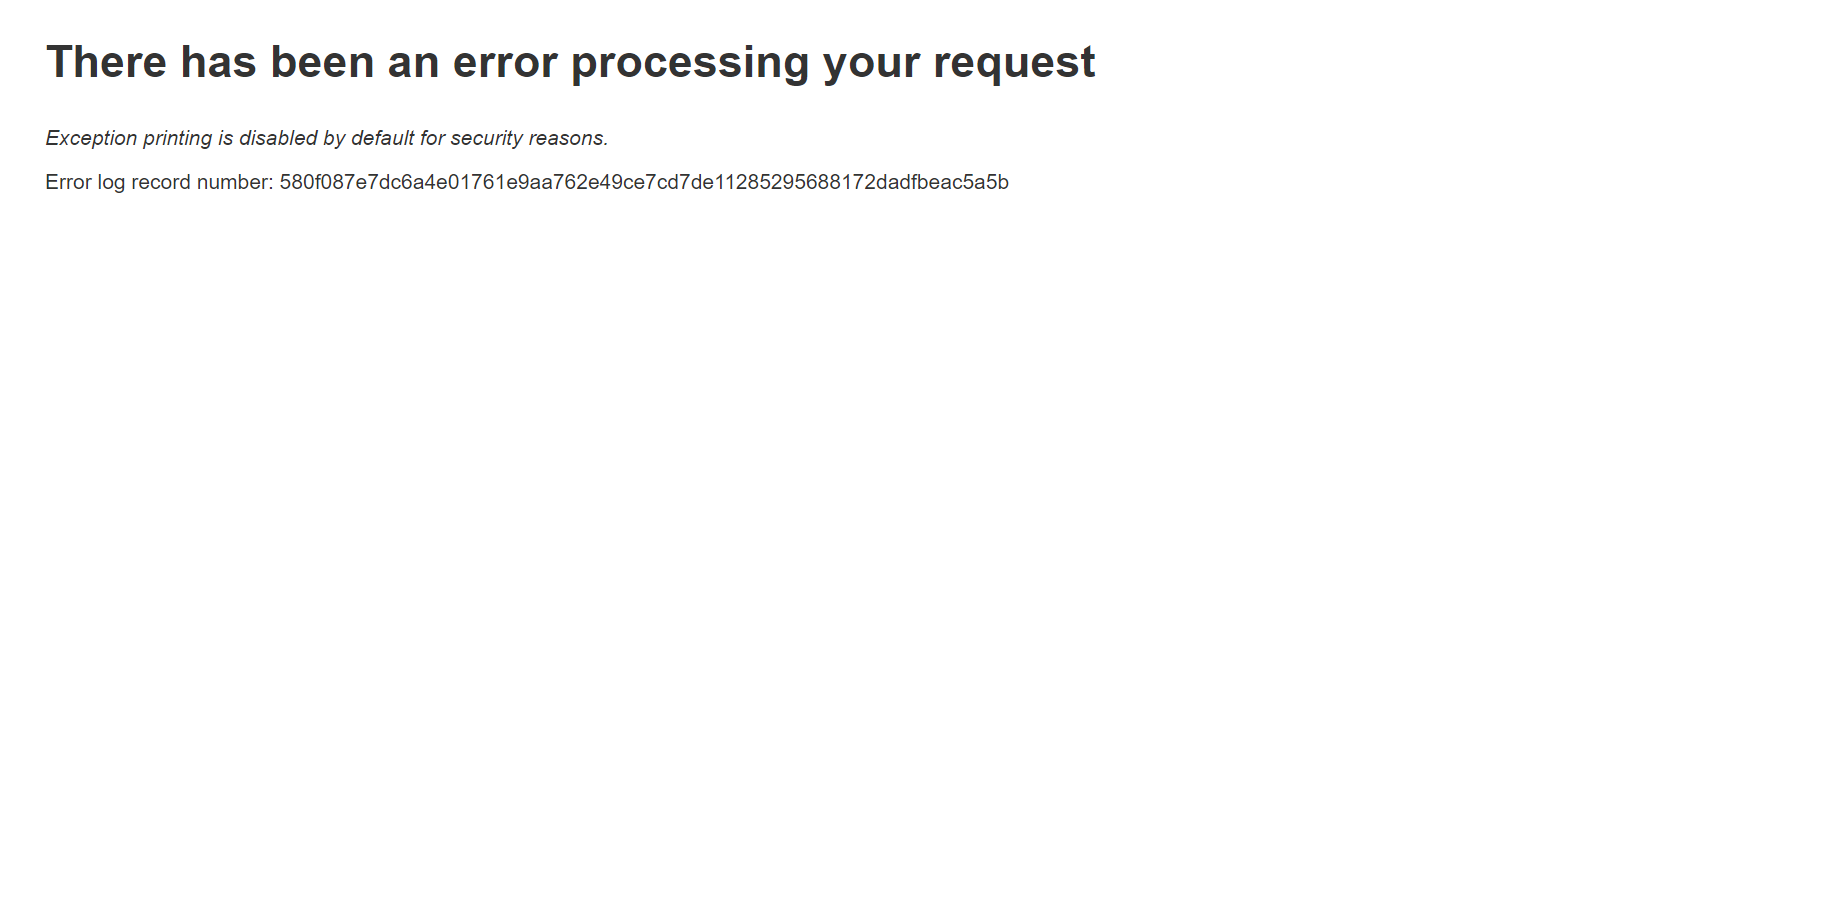 There has been an error processing your request
Exception printing is disabled by default for security reasons.
Error log record number: 580f087e7dc6a4e01761e9aa762e49ce7cd7de11285295688172dadfbeac5a5b